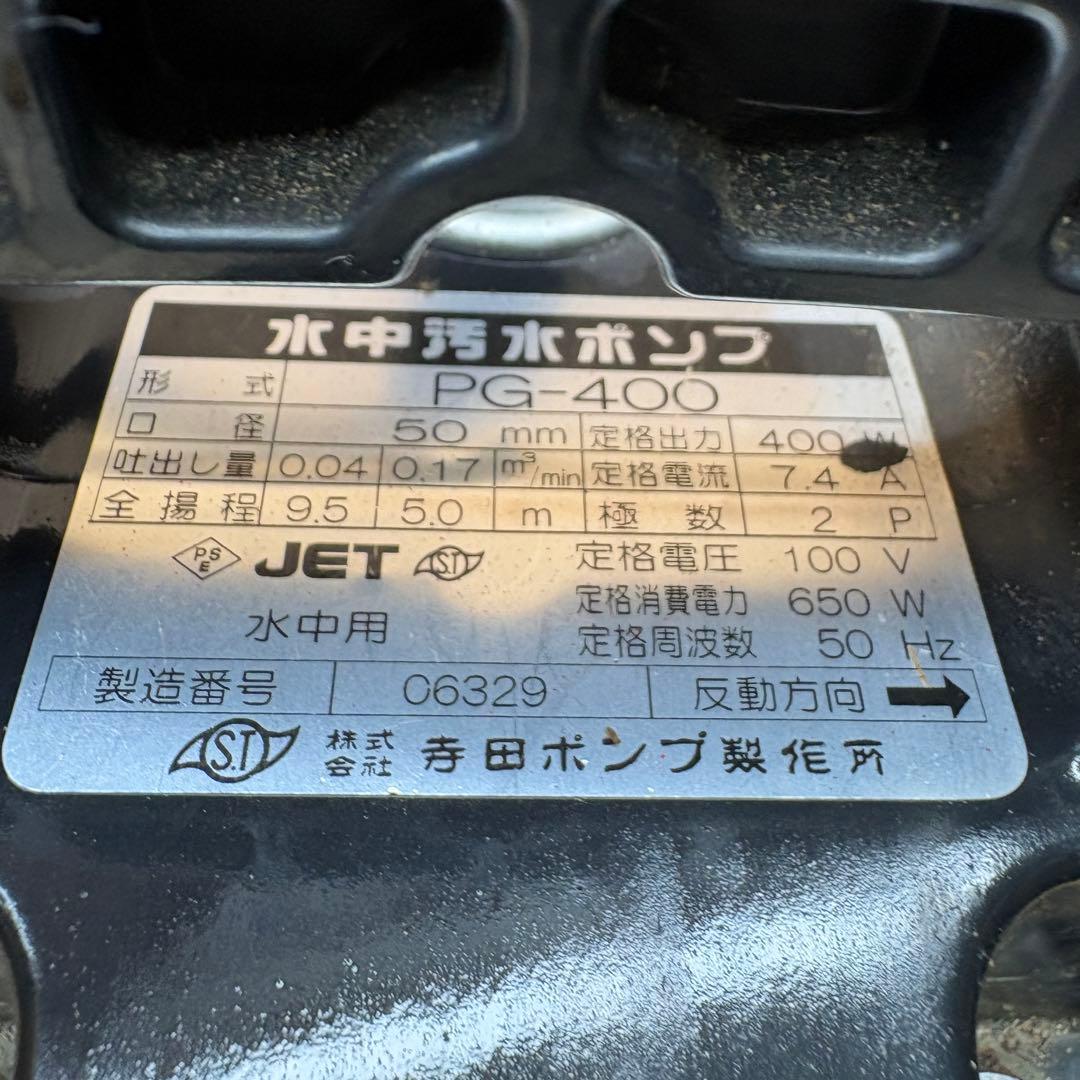 水中汚水ポンプ
形式 PG-400
口径 50 mm 定格出力 400 W
吐出し量 0.04 0.17 m³/min 定格電流 7.4 A
全揚程 9.5 5.0 m 極数 2 P
PSE JET S.T 定格電圧 100 V
水中用 定格消費電力 650 W
定格周波数 50 Hz
製造番号 06329 反動方向
S.T 株式会社 寺田ポンプ製作所